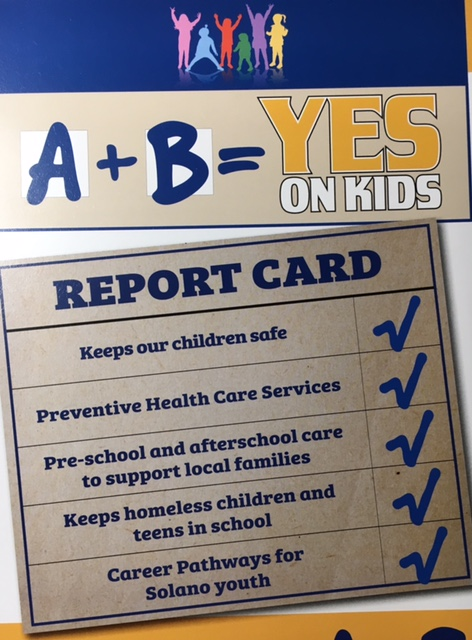 A + B = YES
ON KIDS
REPORT CARD
Keeps our children safe
Preventive Health Care Services
Pre-school and afterschool care
to support local families
Keeps homeless children and
teens in school
Career Pathways for
Solano youth